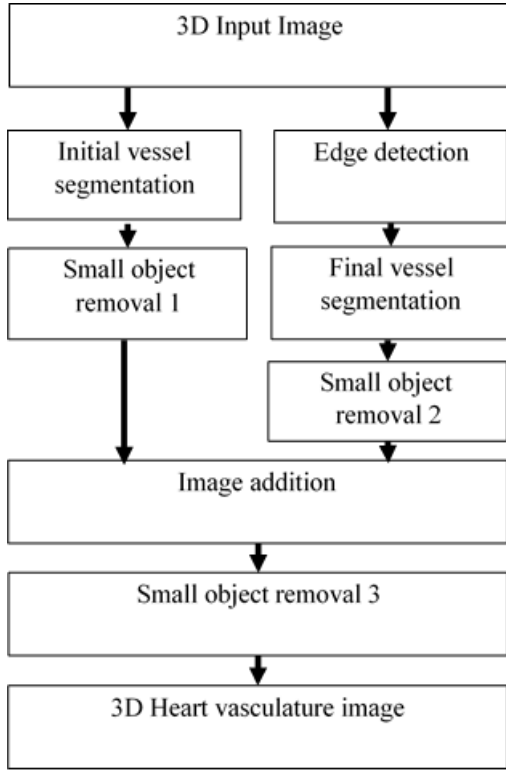 3D Input Image
Initial vessel
segmentation
Edge detection
Small object
removal 1
Final vessel
segmentation
Small object
removal 2
Image addition
Small object removal 3
3D Heart vasculature image